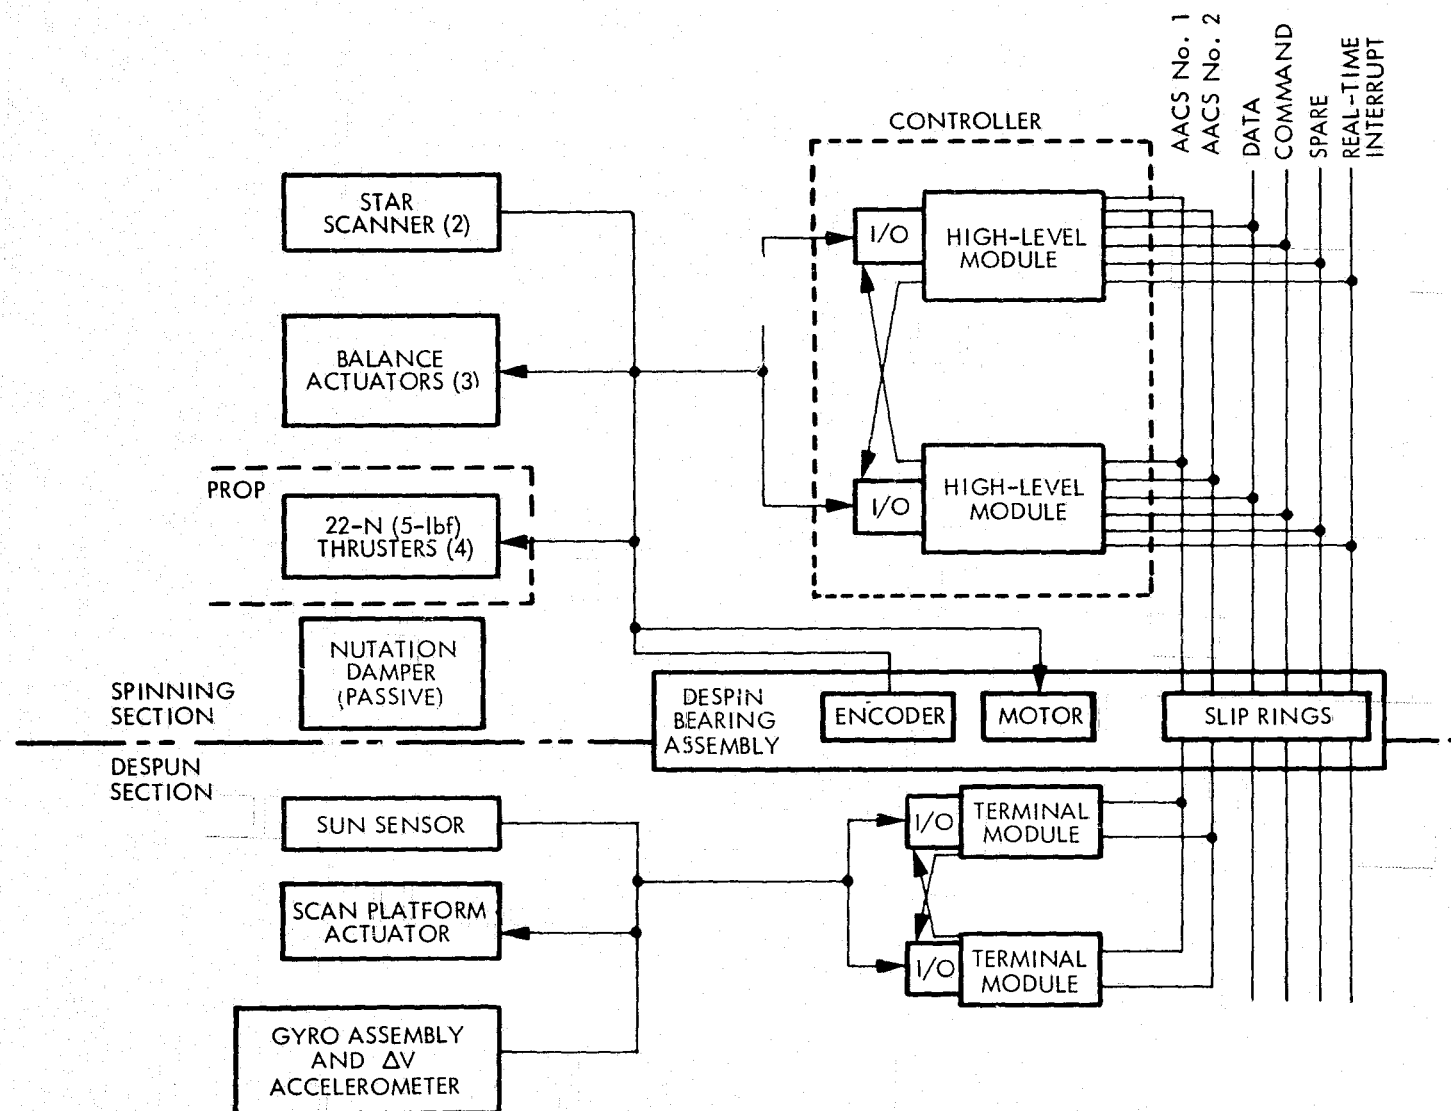 AACS No. 1
AACS No. 2
DATA
COMMAND
SPARE
REAL-TIME
INTERRUPT
CONTROLLER
STAR
SCANNER (2)
I/O
HIGH-LEVEL
MODULE
BALANCE
ACTUATORS (3)
PROP
22-N (5-lbf)
THRUSTERS (4)
I/O
HIGH-LEVEL
MODULE
NUTATION
DAMPER
(PASSIVE)
SPINNING
SECTION
DESPIN
BEARING
ASSEMBLY
ENCODER
MOTOR
SLIP RINGS
DESPUN
SECTION
SUN SENSOR
I/O
TERMINAL
MODULE
SCAN PLATFORM
ACTUATOR
I/O
TERMINAL
MODULE
GYRO ASSEMBLY
AND ΔV
ACCELEROMETER